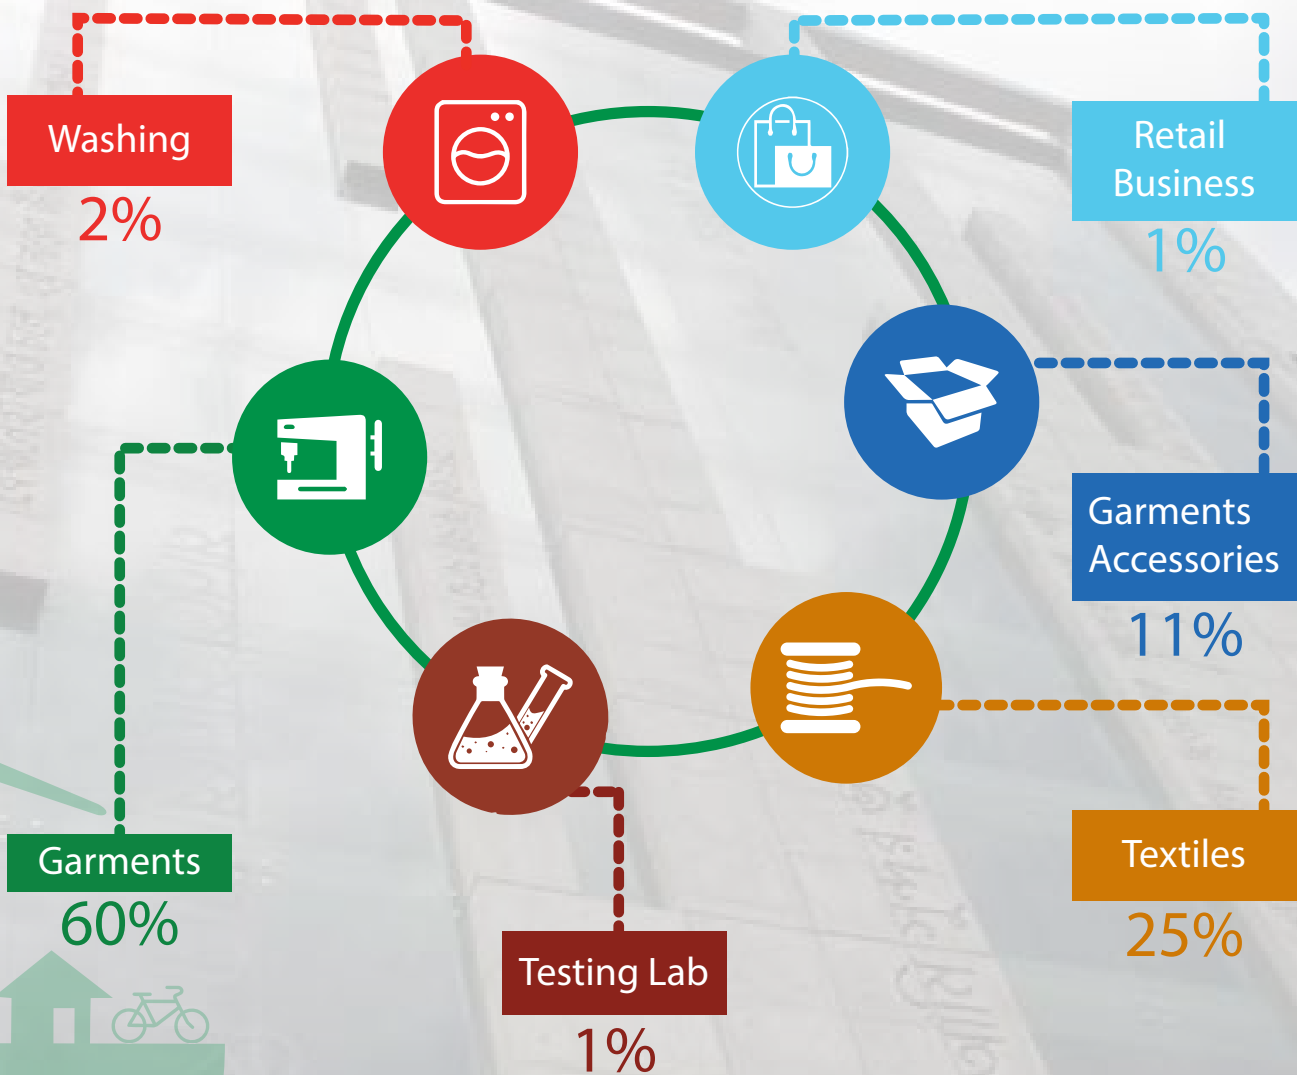 Washing
2%
Retail
Business
1%
Garments
Accessories
11%
Garments
60%
Textiles
25%
Testing Lab
1%